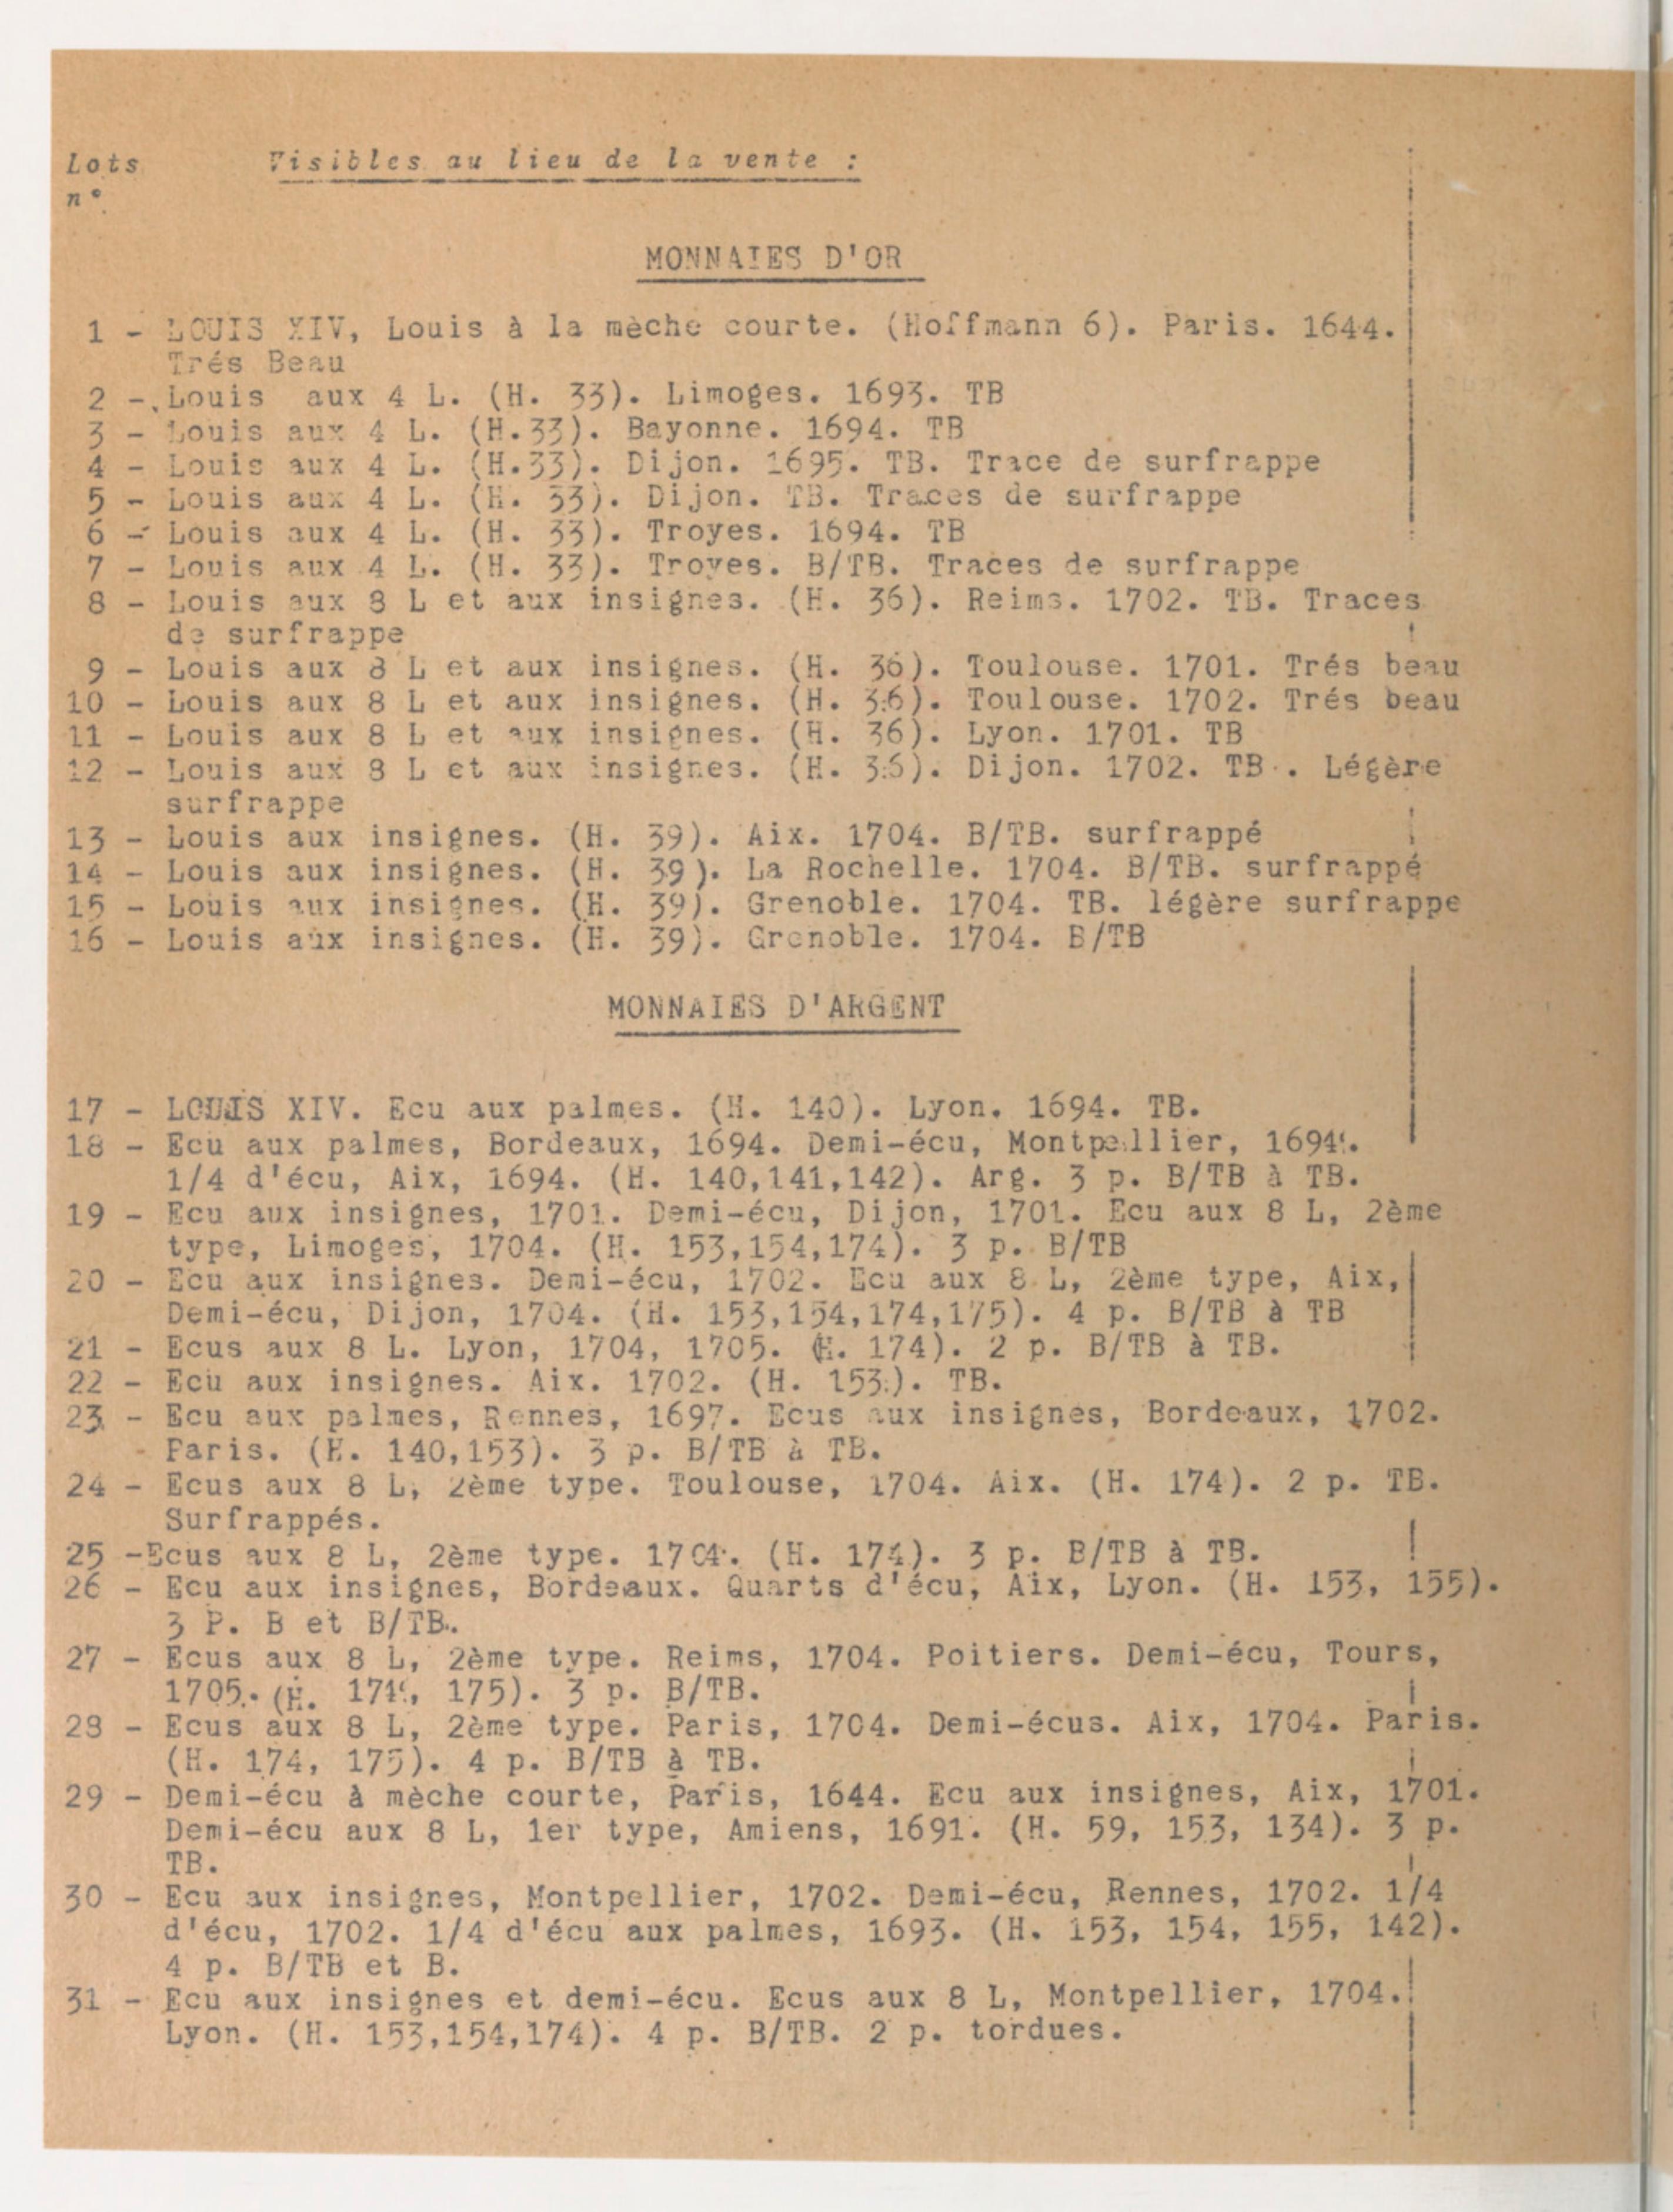 Lots Visibles au lieu de la vente :
n°
MONNAIES D'OR
1 - LOUIS XIV, Louis à la mèche courte. (Hoffmann 6). Paris. 1644.
Trés Beau
2 - Louis aux 4 L. (H. 33). Limoges. 1693. TB
3 - Louis aux 4 L. (H.33). Bayonne. 1694. TB
4 - Louis aux 4 L. (H.33). Dijon. 1695. TB. Trace de surfrappe
5 - Louis aux 4 L. (H. 33). Dijon. TB. Traces de surfrappe
6 - Louis aux 4 L. (H. 33). Troyes. 1694. TB
7 - Louis aux 4 L. (H. 33). Troyes. B/TB. Traces de surfrappe
8 - Louis aux 8 L et aux insignes. (H. 36). Reims. 1702. TB. Traces
de surfrappe
9 - Louis aux 8 L et aux insignes. (H. 36). Toulouse. 1701. Trés beau
10 - Louis aux 8 L et aux insignes. (H. 36). Toulouse. 1702. Trés beau
11 - Louis aux 8 L et aux insignes. (H. 36). Lyon. 1701. TB
12 - Louis aux 8 L et aux insignes. (H. 36). Dijon. 1702. TB . Légère
surfrappe
13 - Louis aux insignes. (H. 39). Aix. 1704. B/TB. surfrappé
14 - Louis aux insignes. (H. 39). La Rochelle. 1704. B/TB. surfrappé
15 - Louis aux insignes. (H. 39). Grenoble. 1704. TB. légère surfrappe
16 - Louis aux insignes. (H. 39). Grenoble. 1704. B/TB
MONNAIES D'ARGENT
17 - LOUIS XIV. Ecu aux palmes. (H. 140). Lyon. 1694. TB.
18 - Ecu aux palmes, Bordeaux, 1694. Demi-écu, Montpellier, 1694.
1/4 d'écu, Aix, 1694. (H. 140,141,142). Arg. 3 p. B/TB à TB.
19 - Ecu aux insignes, 1701. Demi-écu, Dijon, 1701. Ecu aux 8 L, 2ème
type, Limoges, 1704. (H. 153,154,174). 3 p. B/TB
20 - Ecu aux insignes. Demi-écu, 1702. Ecu aux 8 L, 2ème type, Aix,
Demi-écu, Dijon, 1704. (H. 153,154,174,175). 4 p. B/TB à TB
21 - Ecus aux 8 L. Lyon, 1704, 1705. (H. 174). 2 p. B/TB à TB.
22 - Ecu aux insignes. Aix. 1702. (H. 153). TB.
23 - Ecu aux palmes, Rennes, 1697. Ecus aux insignes, Bordeaux, 1702.
Paris. (H. 140,153). 3 p. B/TB à TB.
24 - Ecus aux 8 L, 2ème type. Toulouse, 1704. Aix. (H. 174). 2 p. TB.
Surfrappés.
25 -Ecus aux 8 L, 2ème type. 1704. (H. 174). 3 p. B/TB à TB.
26 - Ecu aux insignes, Bordeaux. Quarts d'écu, Aix, Lyon. (H. 153, 155).
3 P. B et B/TB.
27 - Ecus aux 8 L, 2ème type. Reims, 1704. Poitiers. Demi-écu, Tours,
1705. (H. 174, 175). 3 p. B/TB.
28 - Ecus aux 8 L, 2ème type. Paris, 1704. Demi-écus. Aix, 1704. Paris.
(H. 174, 175). 4 p. B/TB à TB.
29 - Demi-écu à mèche courte, Paris, 1644. Ecu aux insignes, Aix, 1701.
Demi-écu aux 8 L, 1er type, Amiens, 1691. (H. 59, 153, 134). 3 p.
TB.
30 - Ecu aux insignes, Montpellier, 1702. Demi-écu, Rennes, 1702. 1/4
d'écu, 1702. 1/4 d'écu aux palmes, 1693. (H. 153, 154, 155, 142).
4 p. B/TB et B.
31 - Ecu aux insignes et demi-écu. Ecus aux 8 L, Montpellier, 1704.
Lyon. (H. 153,154,174). 4 p. B/TB. 2 p. tordues.